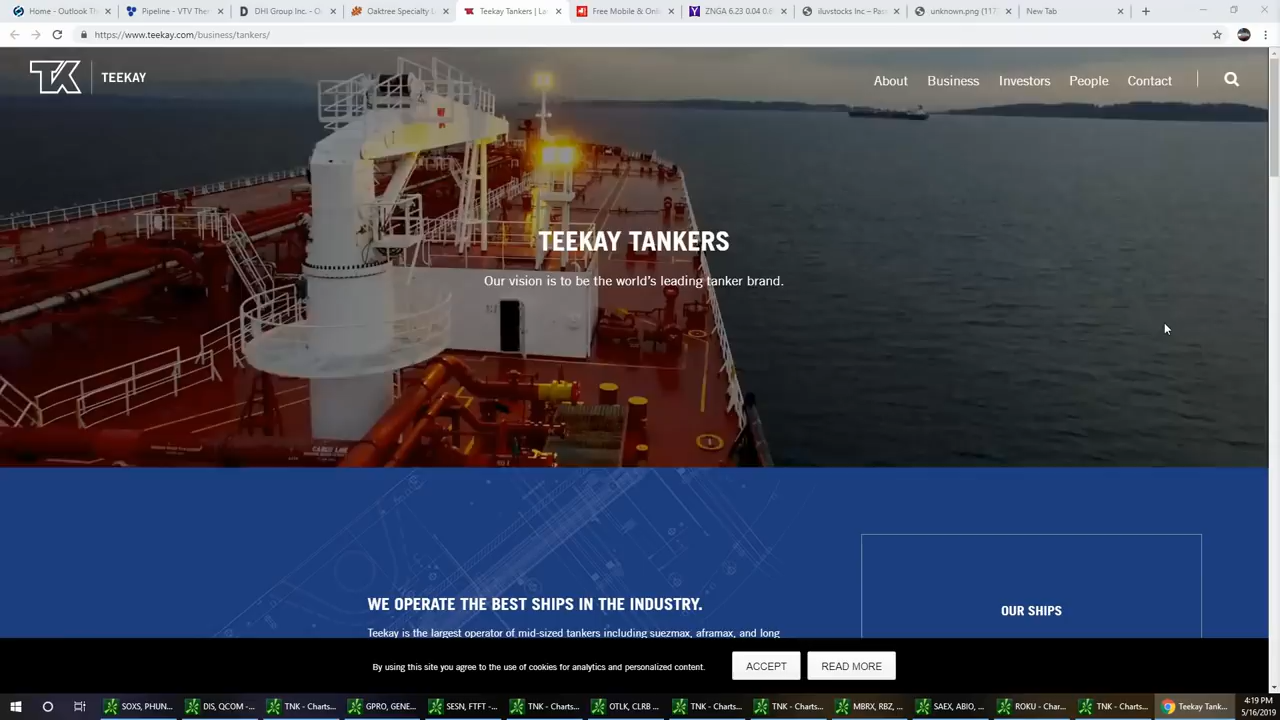 Home - Outlook Th
Pipeline - VTV Ther
DHI Group Inc. - O
Oaktree Specialty L
Teekay Tankers | Le
Free Mobile & Onli
ZNGA 6.23 0.04 0.6
iluvstocks Inc – Pas
unknown.png (117
New Tab
https://www.teekay.com/business/tankers/
TK TEEKAY
About
Business
Investors
People
Contact
TEEKAY TANKERS
Our vision is to be the world's leading tanker brand.
WE OPERATE THE BEST SHIPS IN THE INDUSTRY.
Teekay is the largest operator of mid-sized tankers including suezmax, aframax, and long
OUR SHIPS
By using this site you agree to the use of cookies for analytics and personalized content.
ACCEPT
READ MORE
SOXS, PHUN...
DIS, QCOM -...
TNK - Charts...
GPRO, GENE...
SESN, FTFT -...
TNK - Charts...
OTLK, CLRB ...
TNK - Charts...
TNK - Charts...
MBRX, RBZ, ...
SAEX, ABIO, ...
ROKU - Char...
TNK - Charts...
Teekay Tank...
4:19 PM
5/16/2019